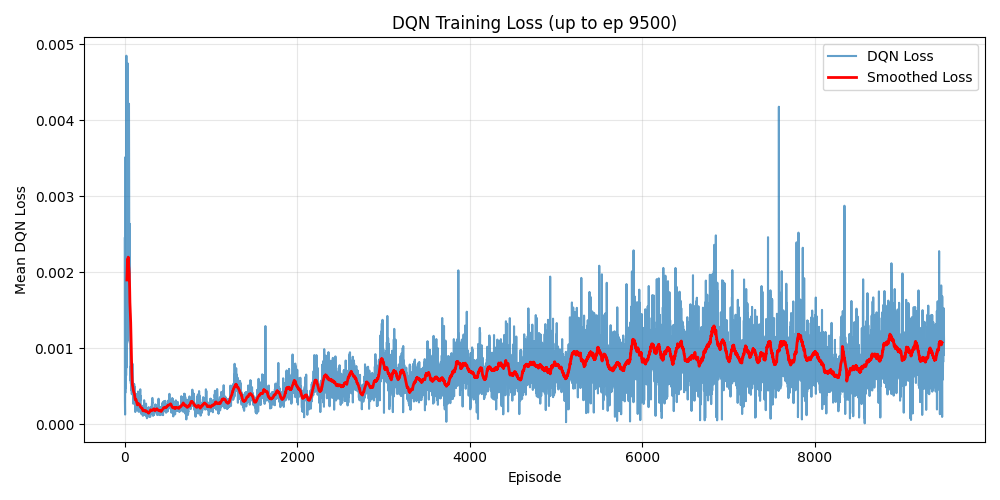 DQN Training Loss (up to ep 9500)
DQN Loss
Smoothed Loss
Mean DQN Loss
0.005
0.004
0.003
0.002
0.001
0.000
0
2000
4000
6000
8000
Episode